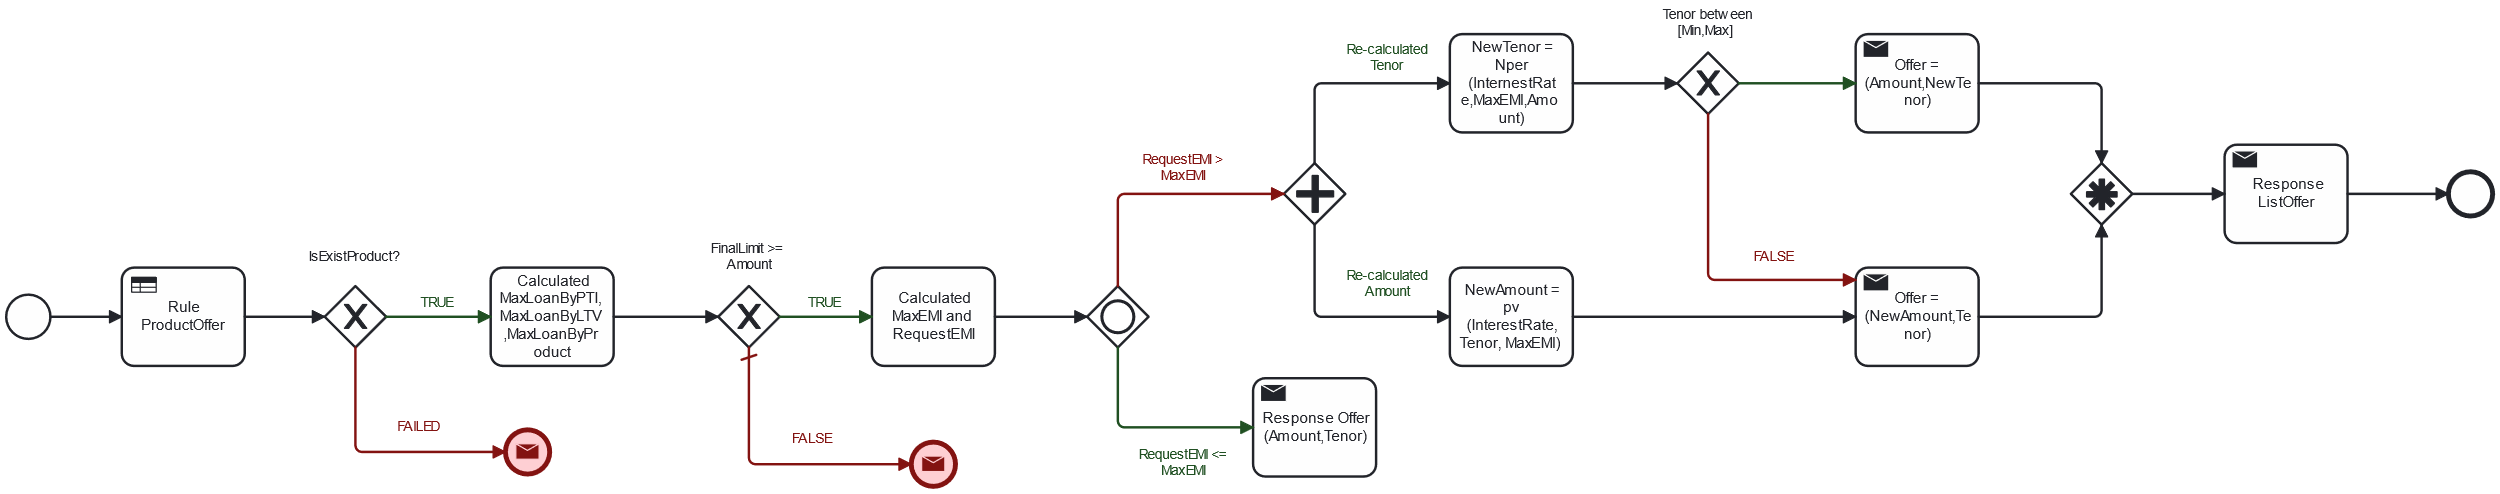 Rule
ProductOffer
IsExistProduct?
TRUE
FAILED
Calculated
MaxLoanByPTI,
MaxLoanByLTV
,MaxLoanByPr
oduct
FinalLimit >=
Amount
TRUE
FALSE
Calculated
MaxEMI and
RequestEMI
RequestEMI >
MaxEMI
RequestEMI <=
MaxEMI
Response Offer
(Amount,Tenor)
Re-calculated
Tenor
Re-calculated
Amount
NewTenor =
Nper
(InternestRat
e,MaxEMI,Amo
unt)
NewAmount =
pv
(InterestRate,
Tenor, MaxEMI)
Tenor between
[Min,Max]
FALSE
Offer =
(Amount,NewTe
nor)
Offer =
(NewAmount,Te
nor)
Response
ListOffer